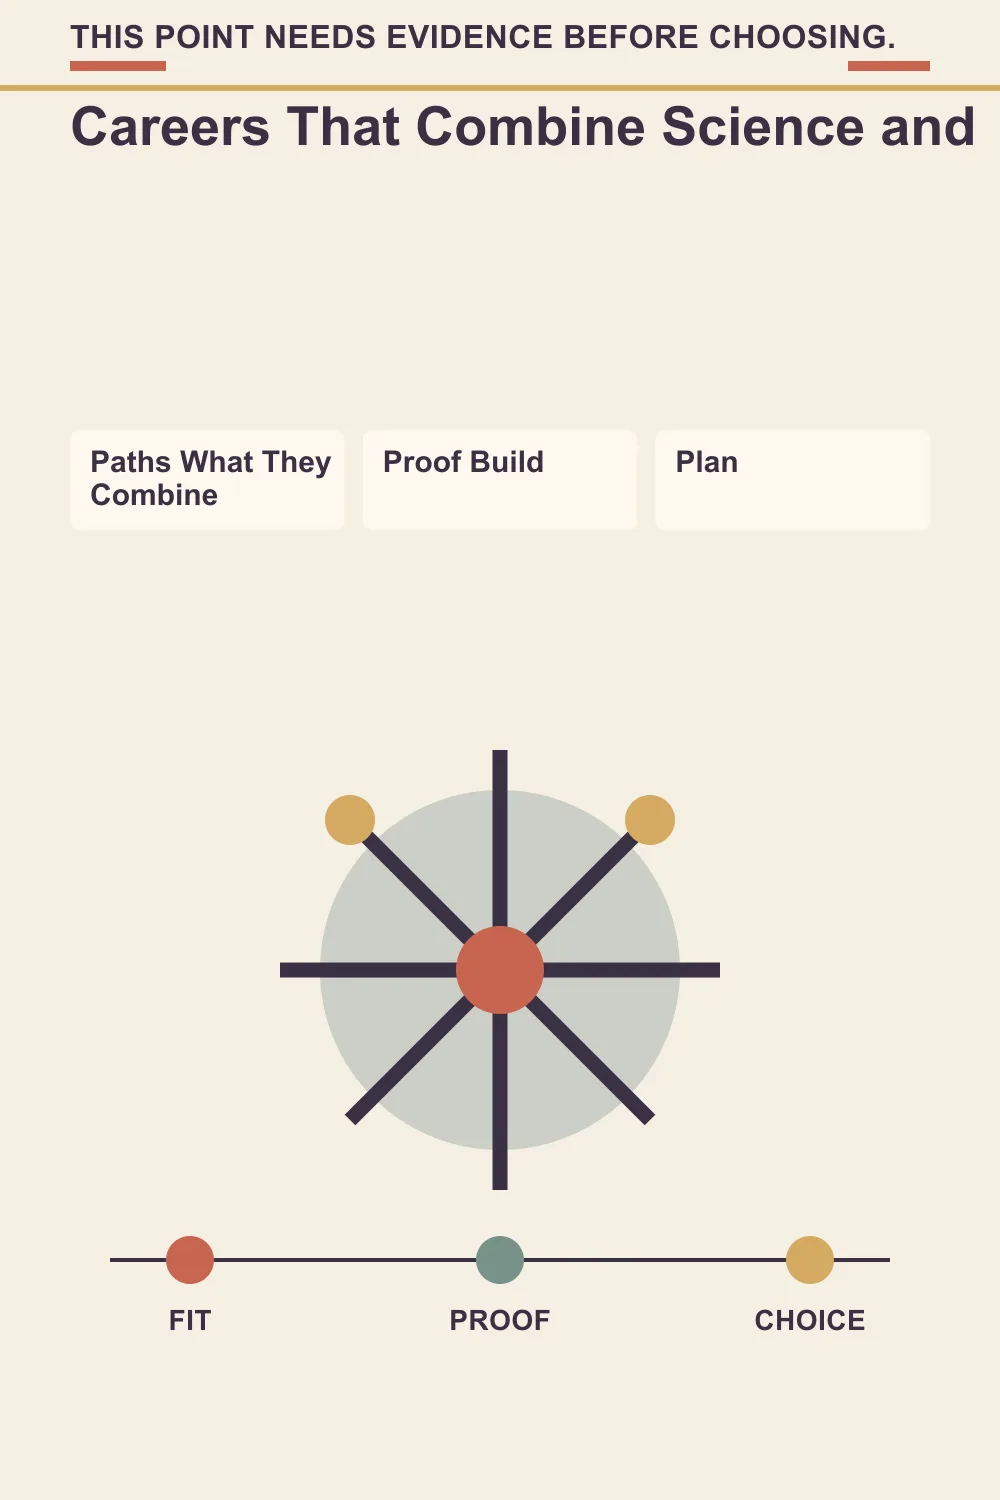 THIS POINT NEEDS EVIDENCE BEFORE CHOOSING.
Careers That Combine Science and
Paths What They
Combine
Proof Build
Plan
FIT
PROOF
CHOICE